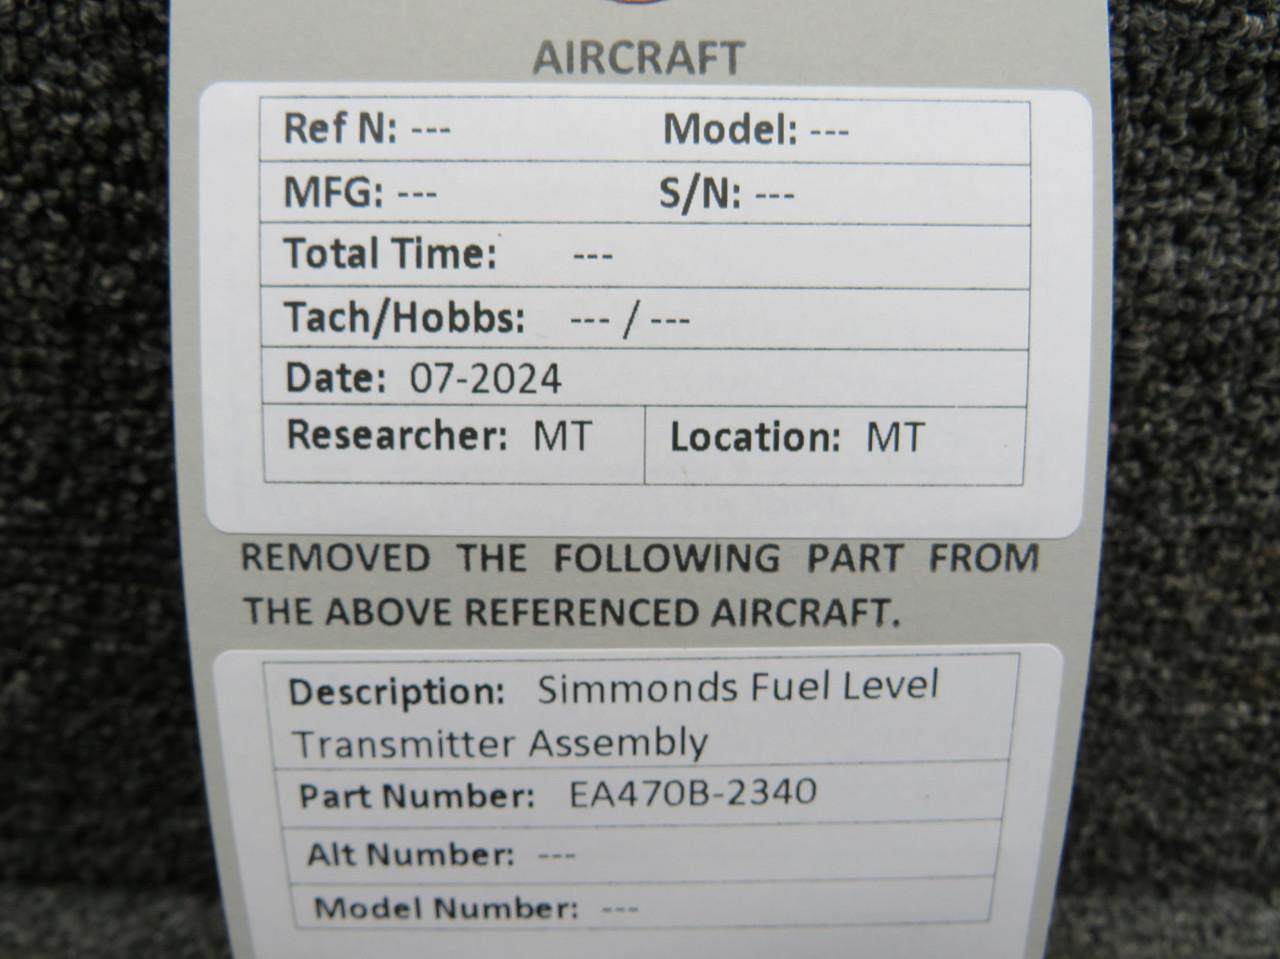 AIRCRAFT
Ref N: --- Model: ---
MFG: --- S/N: ---
Total Time: ---
Tach/Hobbs: --- / ---
Date: 07-2024
Researcher: MT Location: MT
REMOVED THE FOLLOWING PART FROM
THE ABOVE REFERENCED AIRCRAFT.
Description: Simmonds Fuel Level
Transmitter Assembly
Part Number: EA470B-2340
Alt Number: ---
Model Number: ---